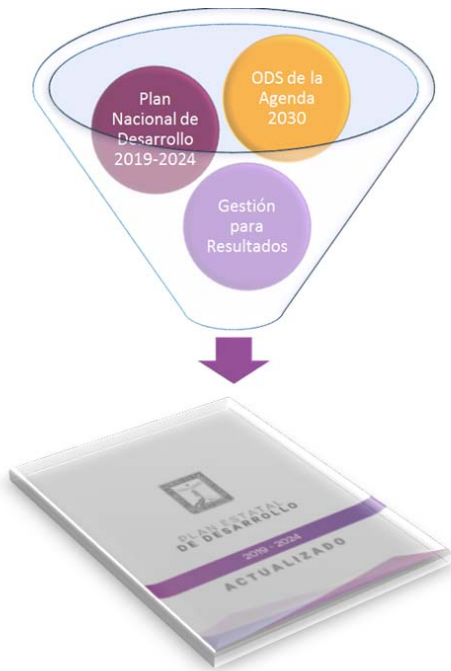 Plan
Nacional de
Desarrollo
2019-2024
ODS de la
Agenda
2030
Gestión
para
Resultados
PLAN ESTATAL
DE DESARROLLO
2019 - 2024
ACTUALIZADO